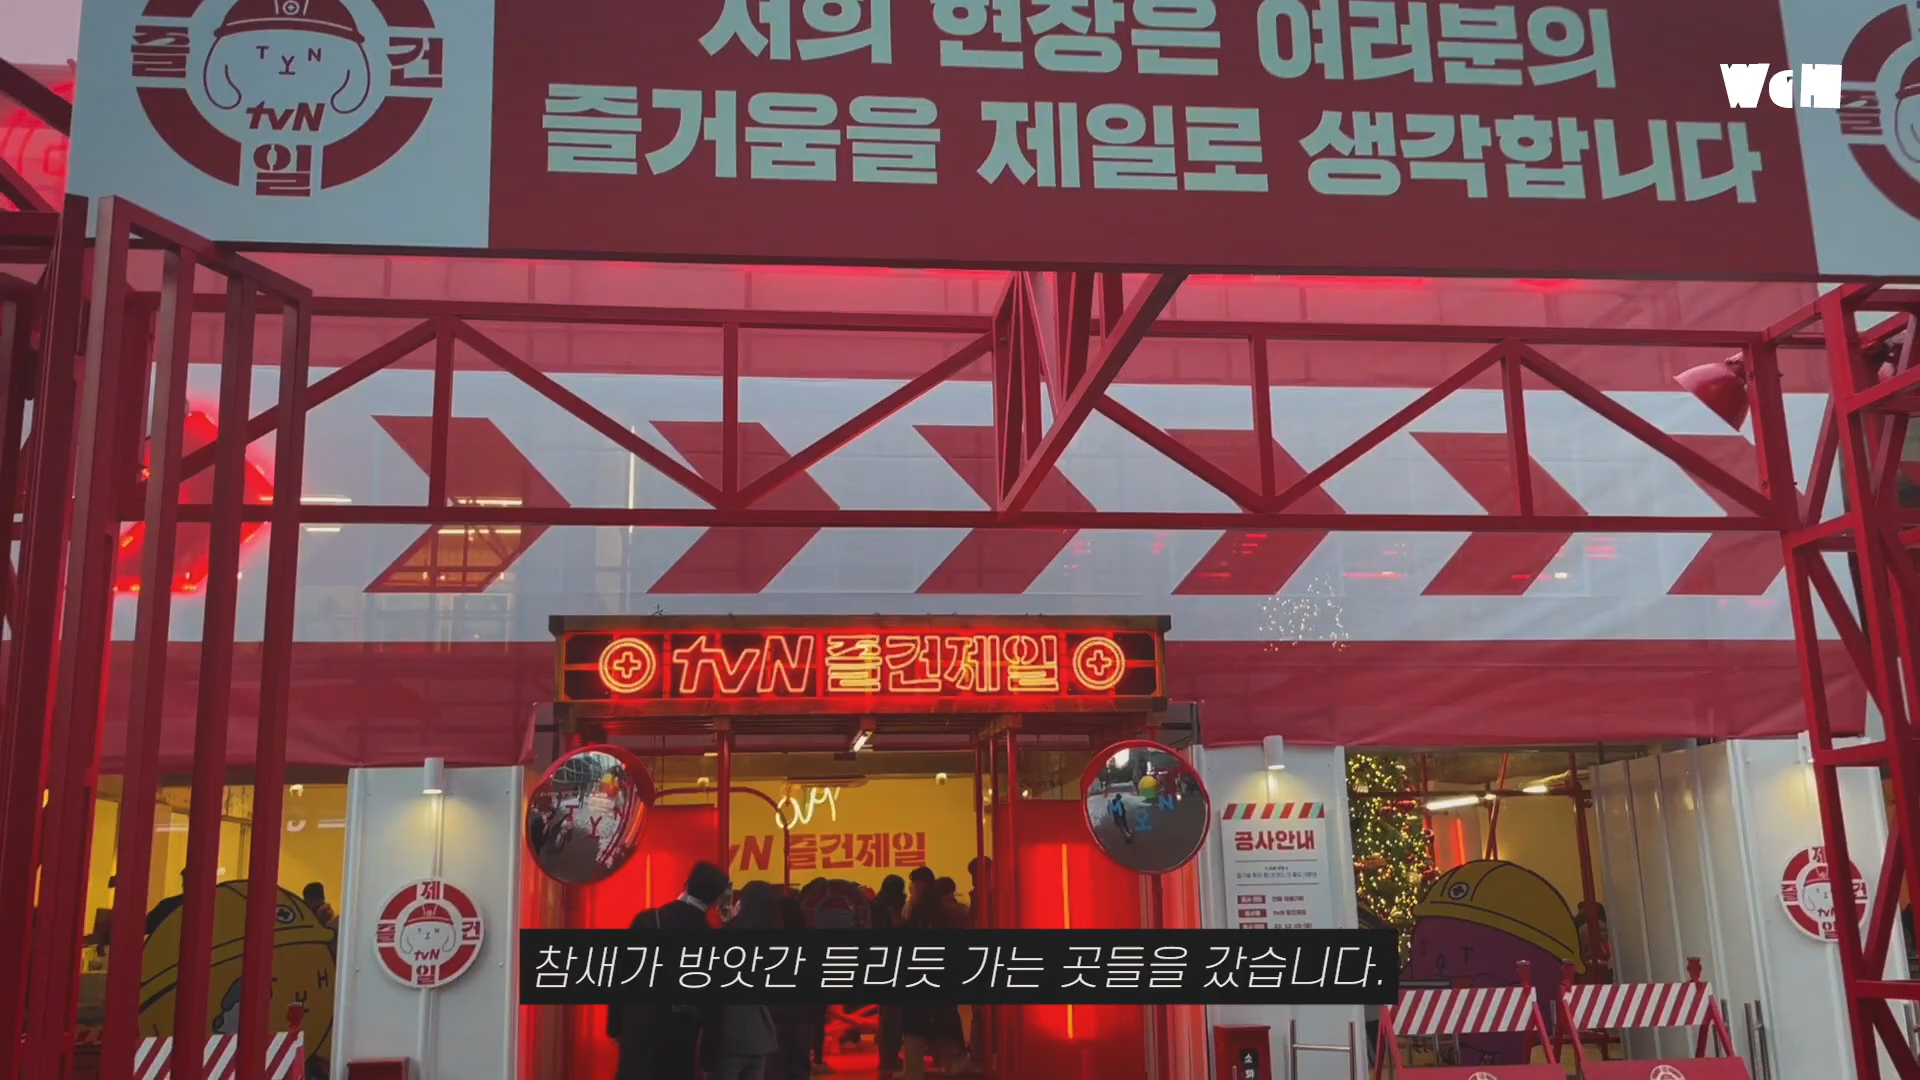 저희 현장은 여러분의
즐거움을 제일로 생각합니다
WGH
즐 건
T Y N
tvN
일
tvN 즐건제일
tvN 즐건제일
공사안내
제
즐 건
tvN
일
제
즐 건
tvN
일
참새가 방앗간 들리듯 가는 곳들을 갔습니다.